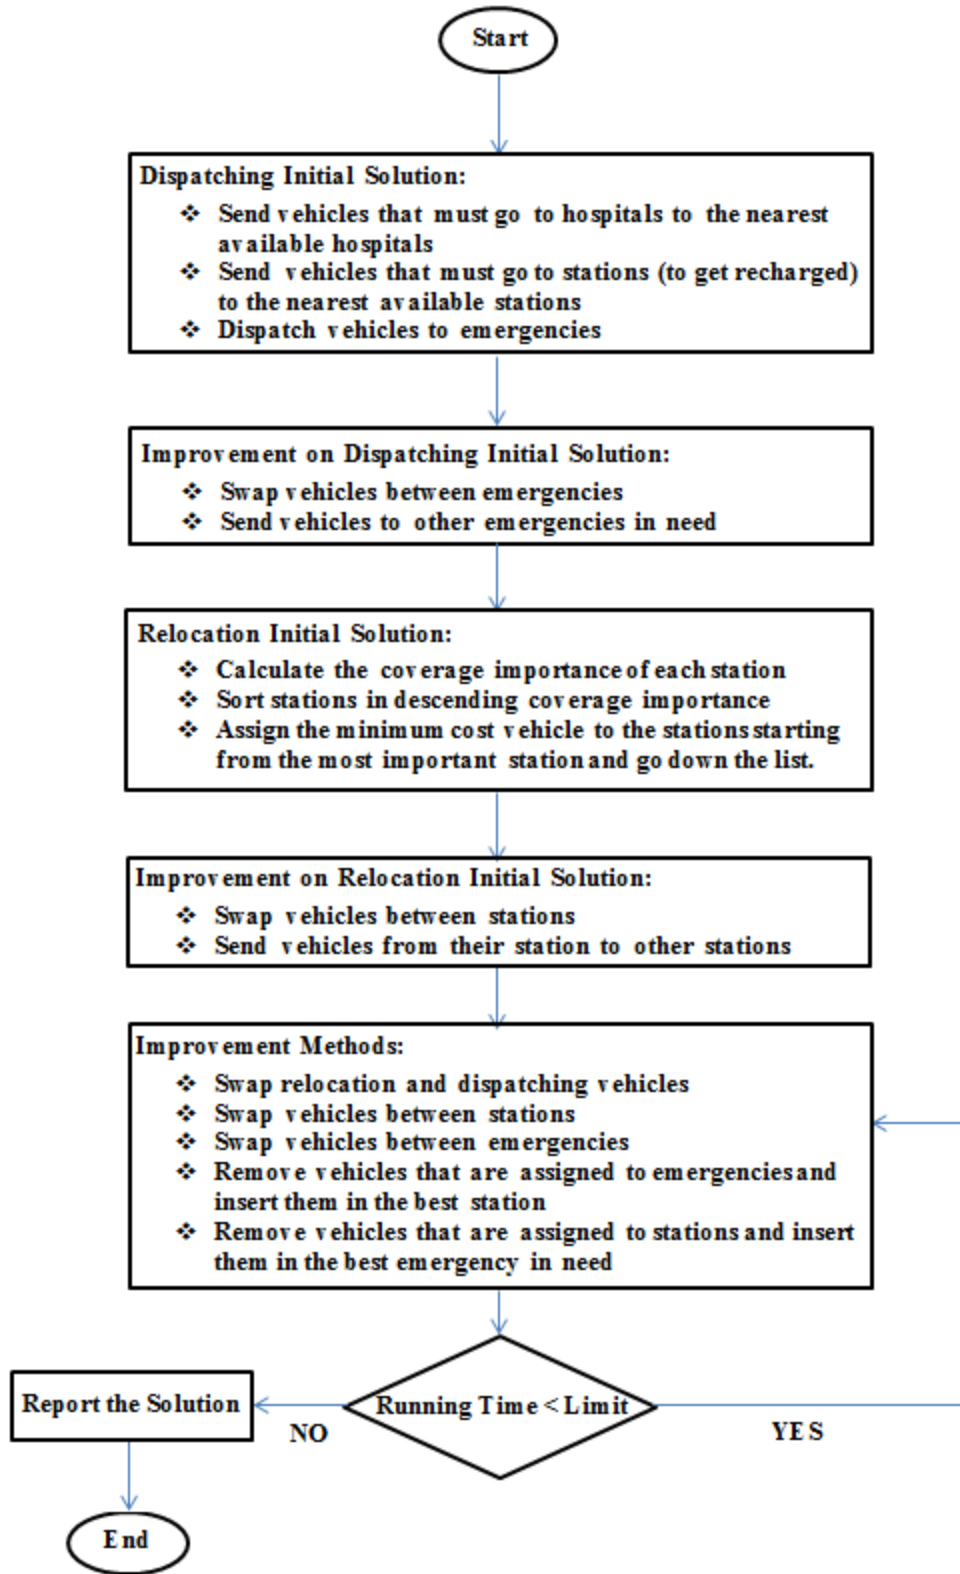 Start
Dispatching Initial Solution:
❖ Send vehicles that must go to hospitals to the nearest
available hospitals
❖ Send vehicles that must go to stations (to get recharged)
to the nearest available stations
❖ Dispatch vehicles to emergencies
Improvement on Dispatching Initial Solution:
❖ Swap vehicles between emergencies
❖ Send vehicles to other emergencies in need
Relocation Initial Solution:
❖ Calculate the coverage importance of each station
❖ Sort stations in descending coverage importance
❖ Assign the minimum cost vehicle to the stations starting
from the most important station and go down the list.
Improvement on Relocation Initial Solution:
❖ Swap vehicles between stations
❖ Send vehicles from their station to other stations
Improvement Methods:
❖ Swap relocation and dispatching vehicles
❖ Swap vehicles between stations
❖ Swap vehicles between emergencies
❖ Remove vehicles that are assigned to emergencies and
insert them in the best station
❖ Remove vehicles that are assigned to stations and insert
them in the best emergency in need
Running Time < Limit
Report the Solution
NO
YES
End